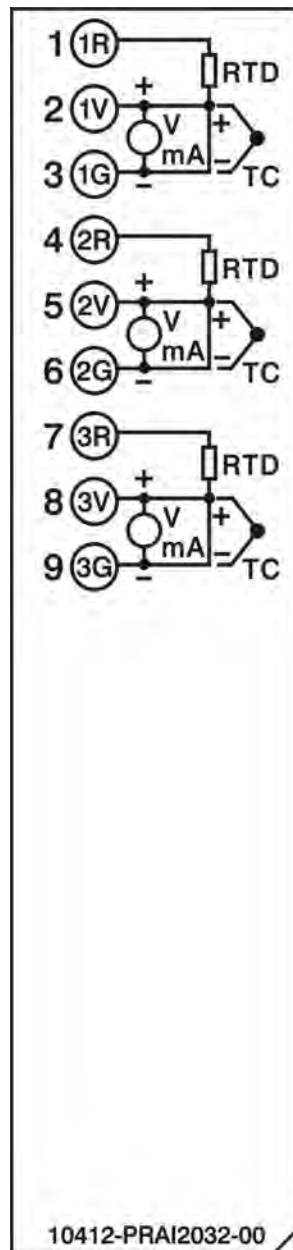 1 1R RTD
2 1V + V +
mA
3 1G - - TC
4 2R RTD
5 2V + V +
mA
6 2G - - TC
7 3R RTD
8 3V + V +
mA
9 3G - - TC
10412-PRAI2032-00